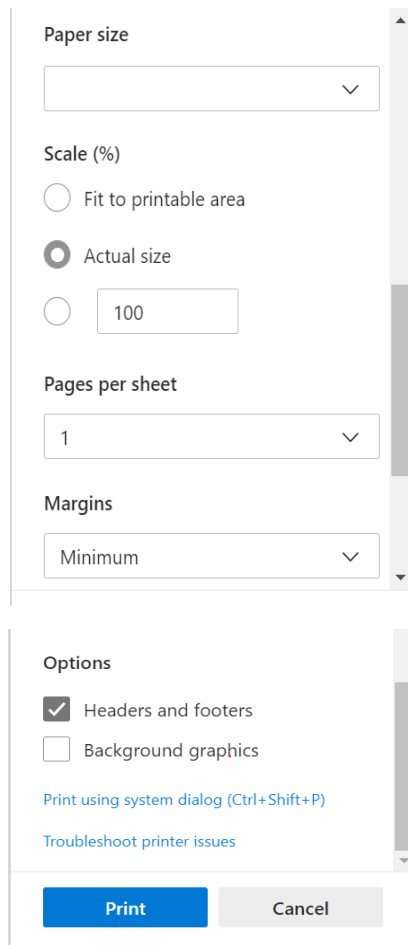 Paper size
Scale (%)
Fit to printable area
Actual size
100
Pages per sheet
1
Margins
Minimum
Options
Headers and footers
Background graphics
Print using system dialog (Ctrl+Shift+P)
Troubleshoot printer issues
Print Cancel